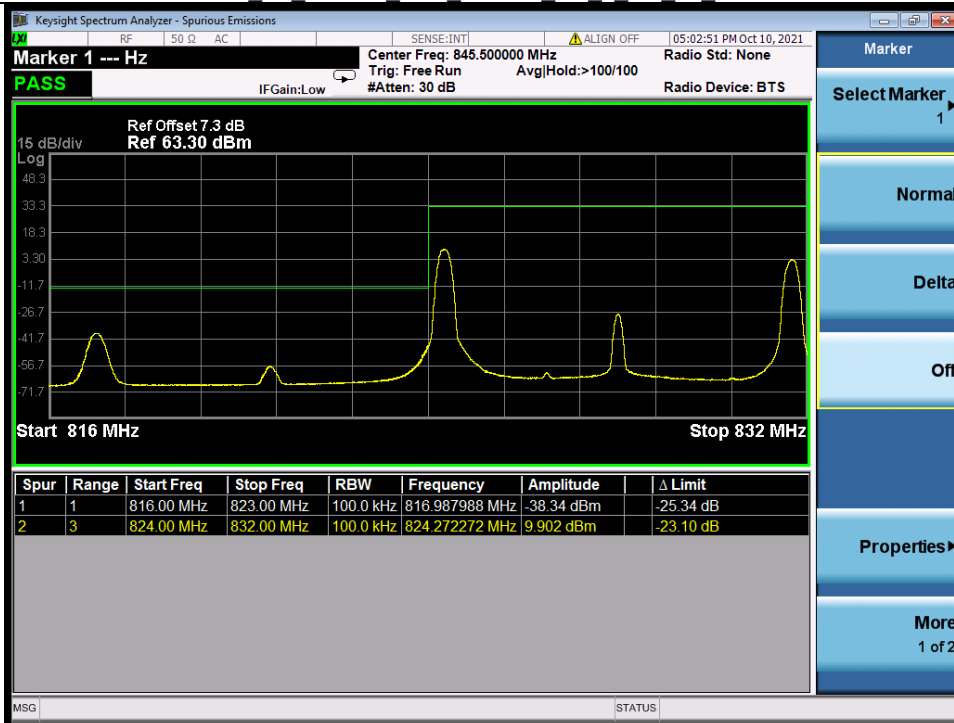 Keysight Spectrum Analyzer - Spurious Emissions
LXI RF 50 Ω AC SENSE:INT ALIGN OFF 05:02:51 PM Oct 10, 2021
Marker 1 --- Hz
Center Freq: 845.500000 MHz Radio Std: None
Trig: Free Run Avg|Hold:>100/100
PASS
IFGain:Low #Atten: 30 dB Radio Device: BTS
Ref Offset 7.3 dB
15 dB/div Ref 63.30 dBm
Log
48.3
33.3
18.3
3.30
-11.7
-26.7
-41.7
-56.7
-71.7
Start 816 MHz Stop 832 MHz
Spur Range Start Freq Stop Freq RBW Frequency Amplitude Δ Limit
1 1 816.00 MHz 823.00 MHz 100.0 kHz 816.987988 MHz -38.34 dBm -25.34 dB
2 3 824.00 MHz 832.00 MHz 100.0 kHz 824.272272 MHz 9.902 dBm -23.10 dB
MSG STATUS
Marker
Select Marker
1
Normal
Delta
Off
Properties
More
1 of 2